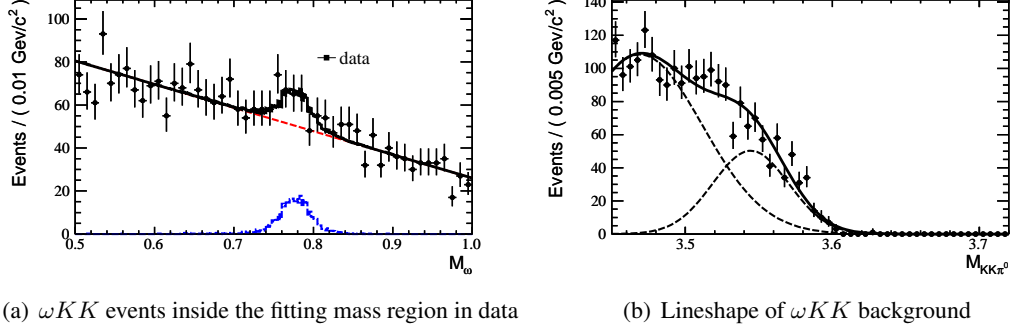 Events / ( 0.01 Gev/c² )
100
80
60
40
20
0
0.5 0.6 0.7 0.8 0.9 1.0
data
M_ω
(a) ωKK events inside the fitting mass region in data
Events / ( 0.005 Gev/c² )
140
120
100
80
60
40
20
0
3.5 3.6 3.7
M_KKπ⁰
(b) Lineshape of ωKK background